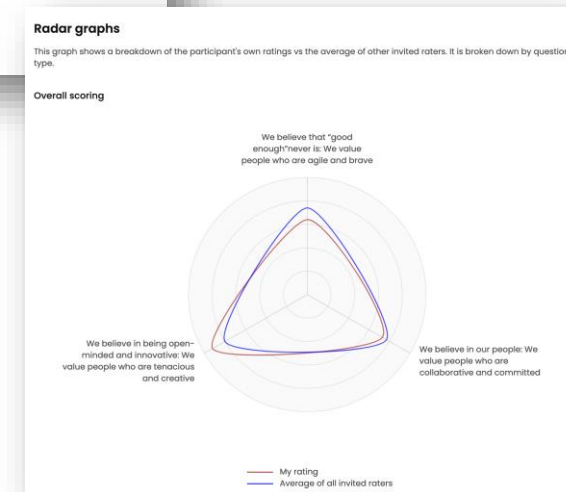 Radar graphs
This graph shows a breakdown of the participant's own ratings vs the average of other invited raters. It is broken down by question
type.
Overall scoring
We believe that "good
enough"never is: We value
people who are agile and brave
We believe in being open-
minded and innovative: We
value people who are tenacious
and creative
We believe in our people: We
value people who are
collaborative and committed
My rating
Average of all invited raters